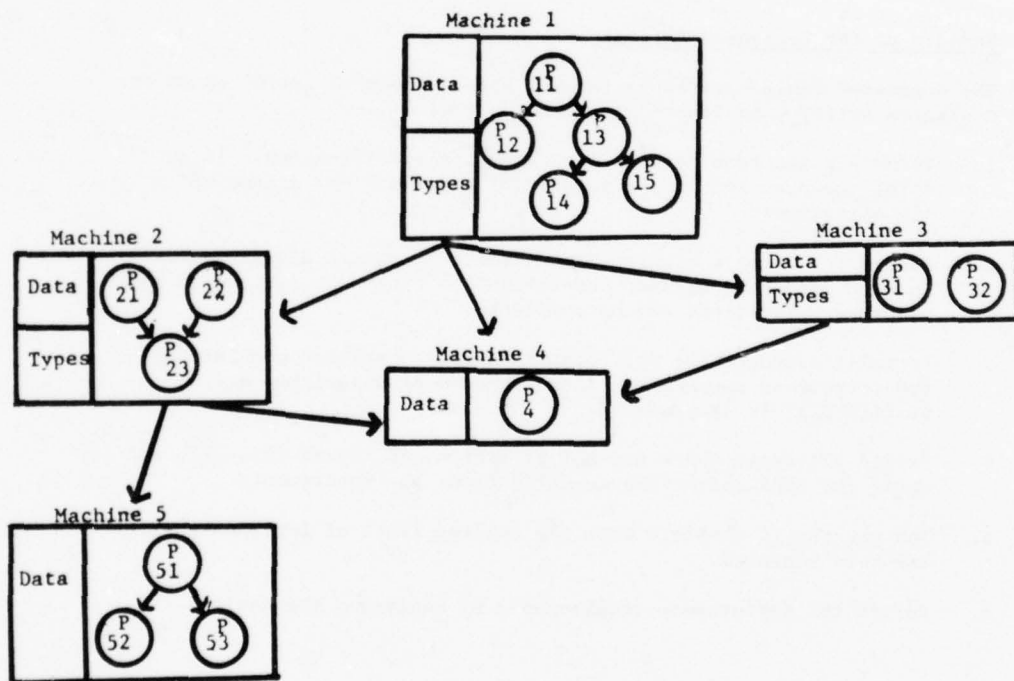 Machine 1
Data
Types
P
11
P
12
P
13
P
14
P
15
Machine 2
Data
Types
P
21
P
22
P
23
Machine 3
Data
Types
P
31
P
32
Machine 4
Data
P
4
Machine 5
Data
P
51
P
52
P
53